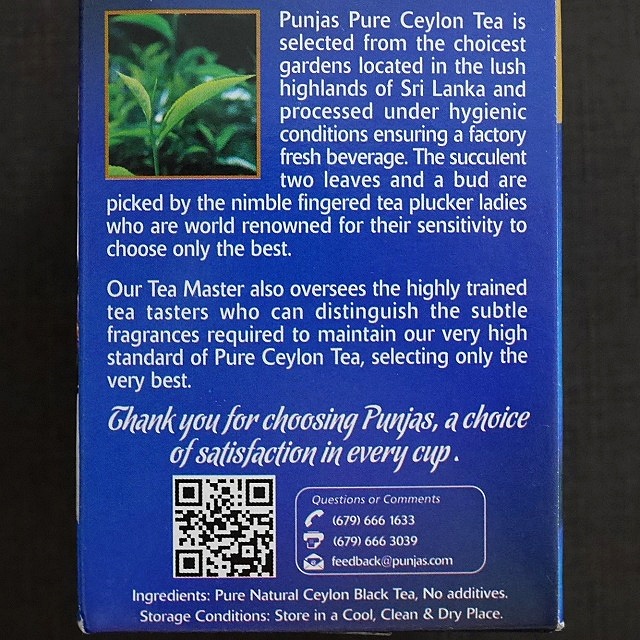 Punjas Pure Ceylon Tea is
selected from the choicest
gardens located in the lush
highlands of Sri Lanka and
processed under hygienic
conditions ensuring a factory
fresh beverage. The succulent
two leaves and a bud are
picked by the nimble fingered tea plucker ladies
who are world renowned for their sensitivity to
choose only the best.
Our Tea Master also oversees the highly trained
tea tasters who can distinguish the subtle
fragrances required to maintain our very high
standard of Pure Ceylon Tea, selecting only the
very best.
Thank you for choosing Punjas, a choice
of satisfaction in every cup.
Questions or Comments
(679) 666 1633
(679) 666 3039
feedback@punjas.com
Ingredients: Pure Natural Ceylon Black Tea, No additives.
Storage Conditions: Store in a Cool, Clean & Dry Place.